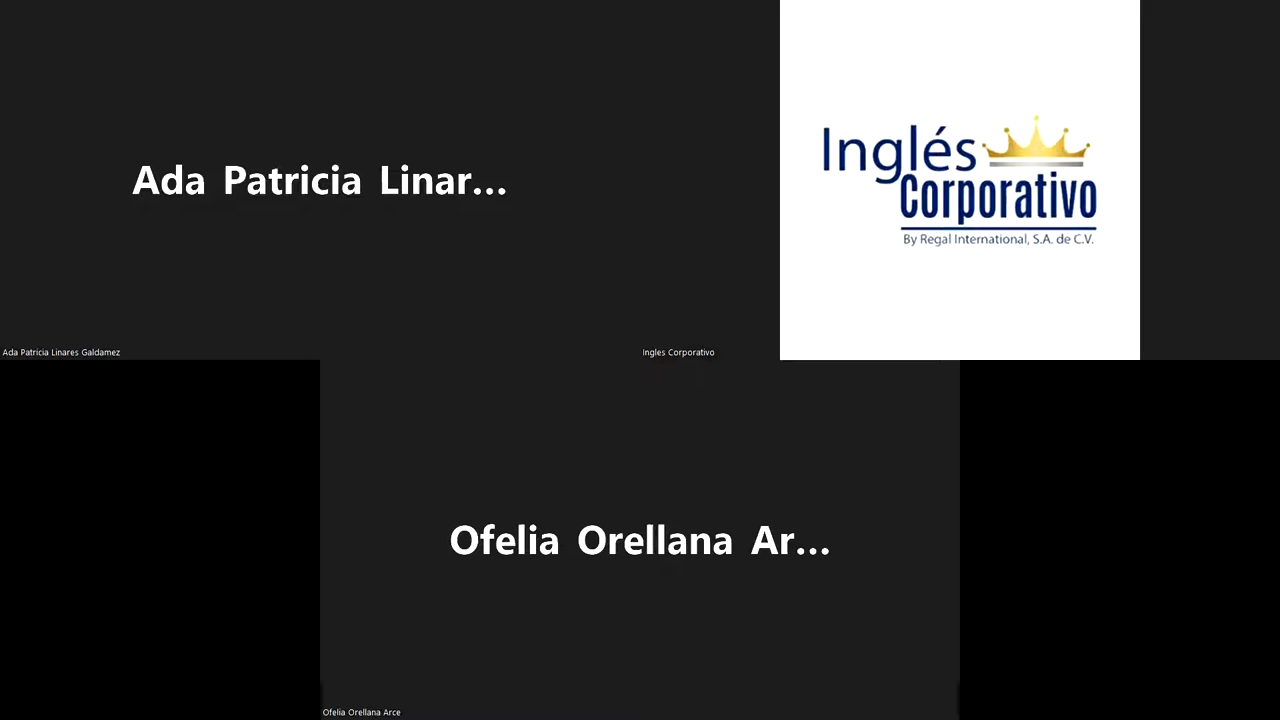 Ada Patricia Linar...
Inglés
Corporativo
By Regal International, S.A. de C.V.
Ada Patricia Linares Galdamez
Ingles Corporativo
Ofelia Orellana Ar...
Ofelia Orellana Arce